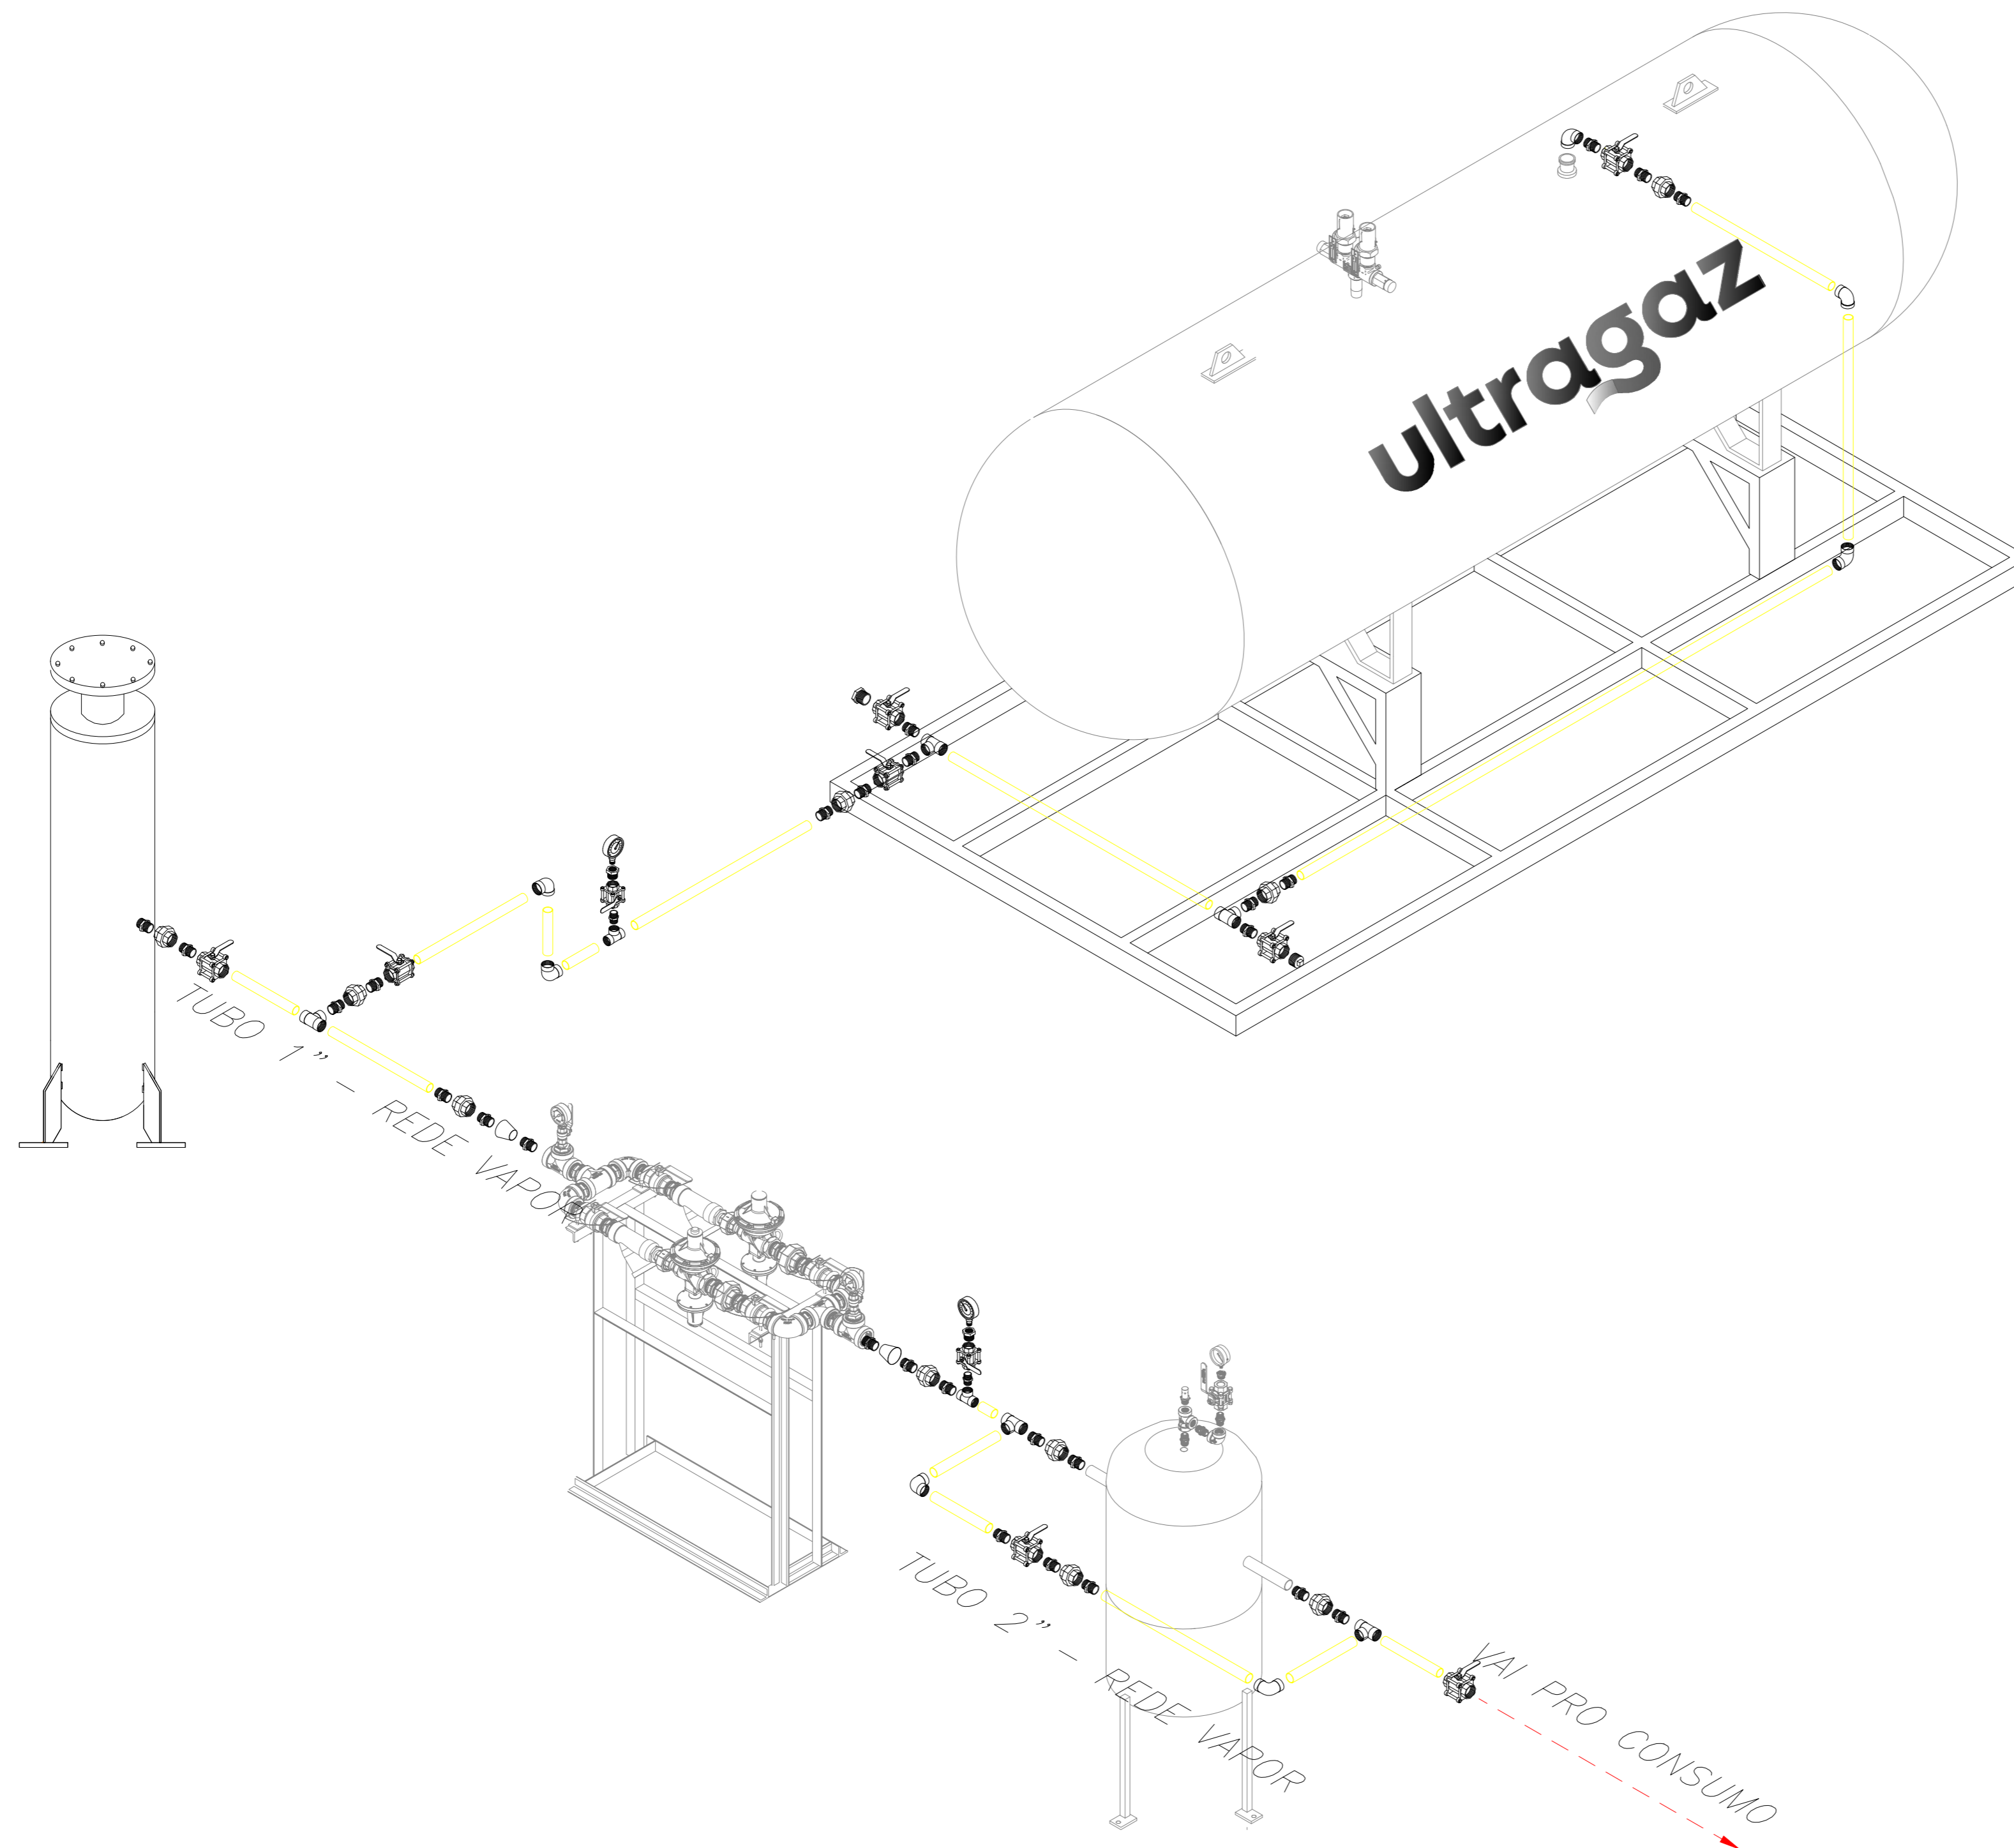 ultragaz
TUBO 1" - REDE VAPOR
TUBO 2" - REDE VAPOR
VAI PRO CONSUMO